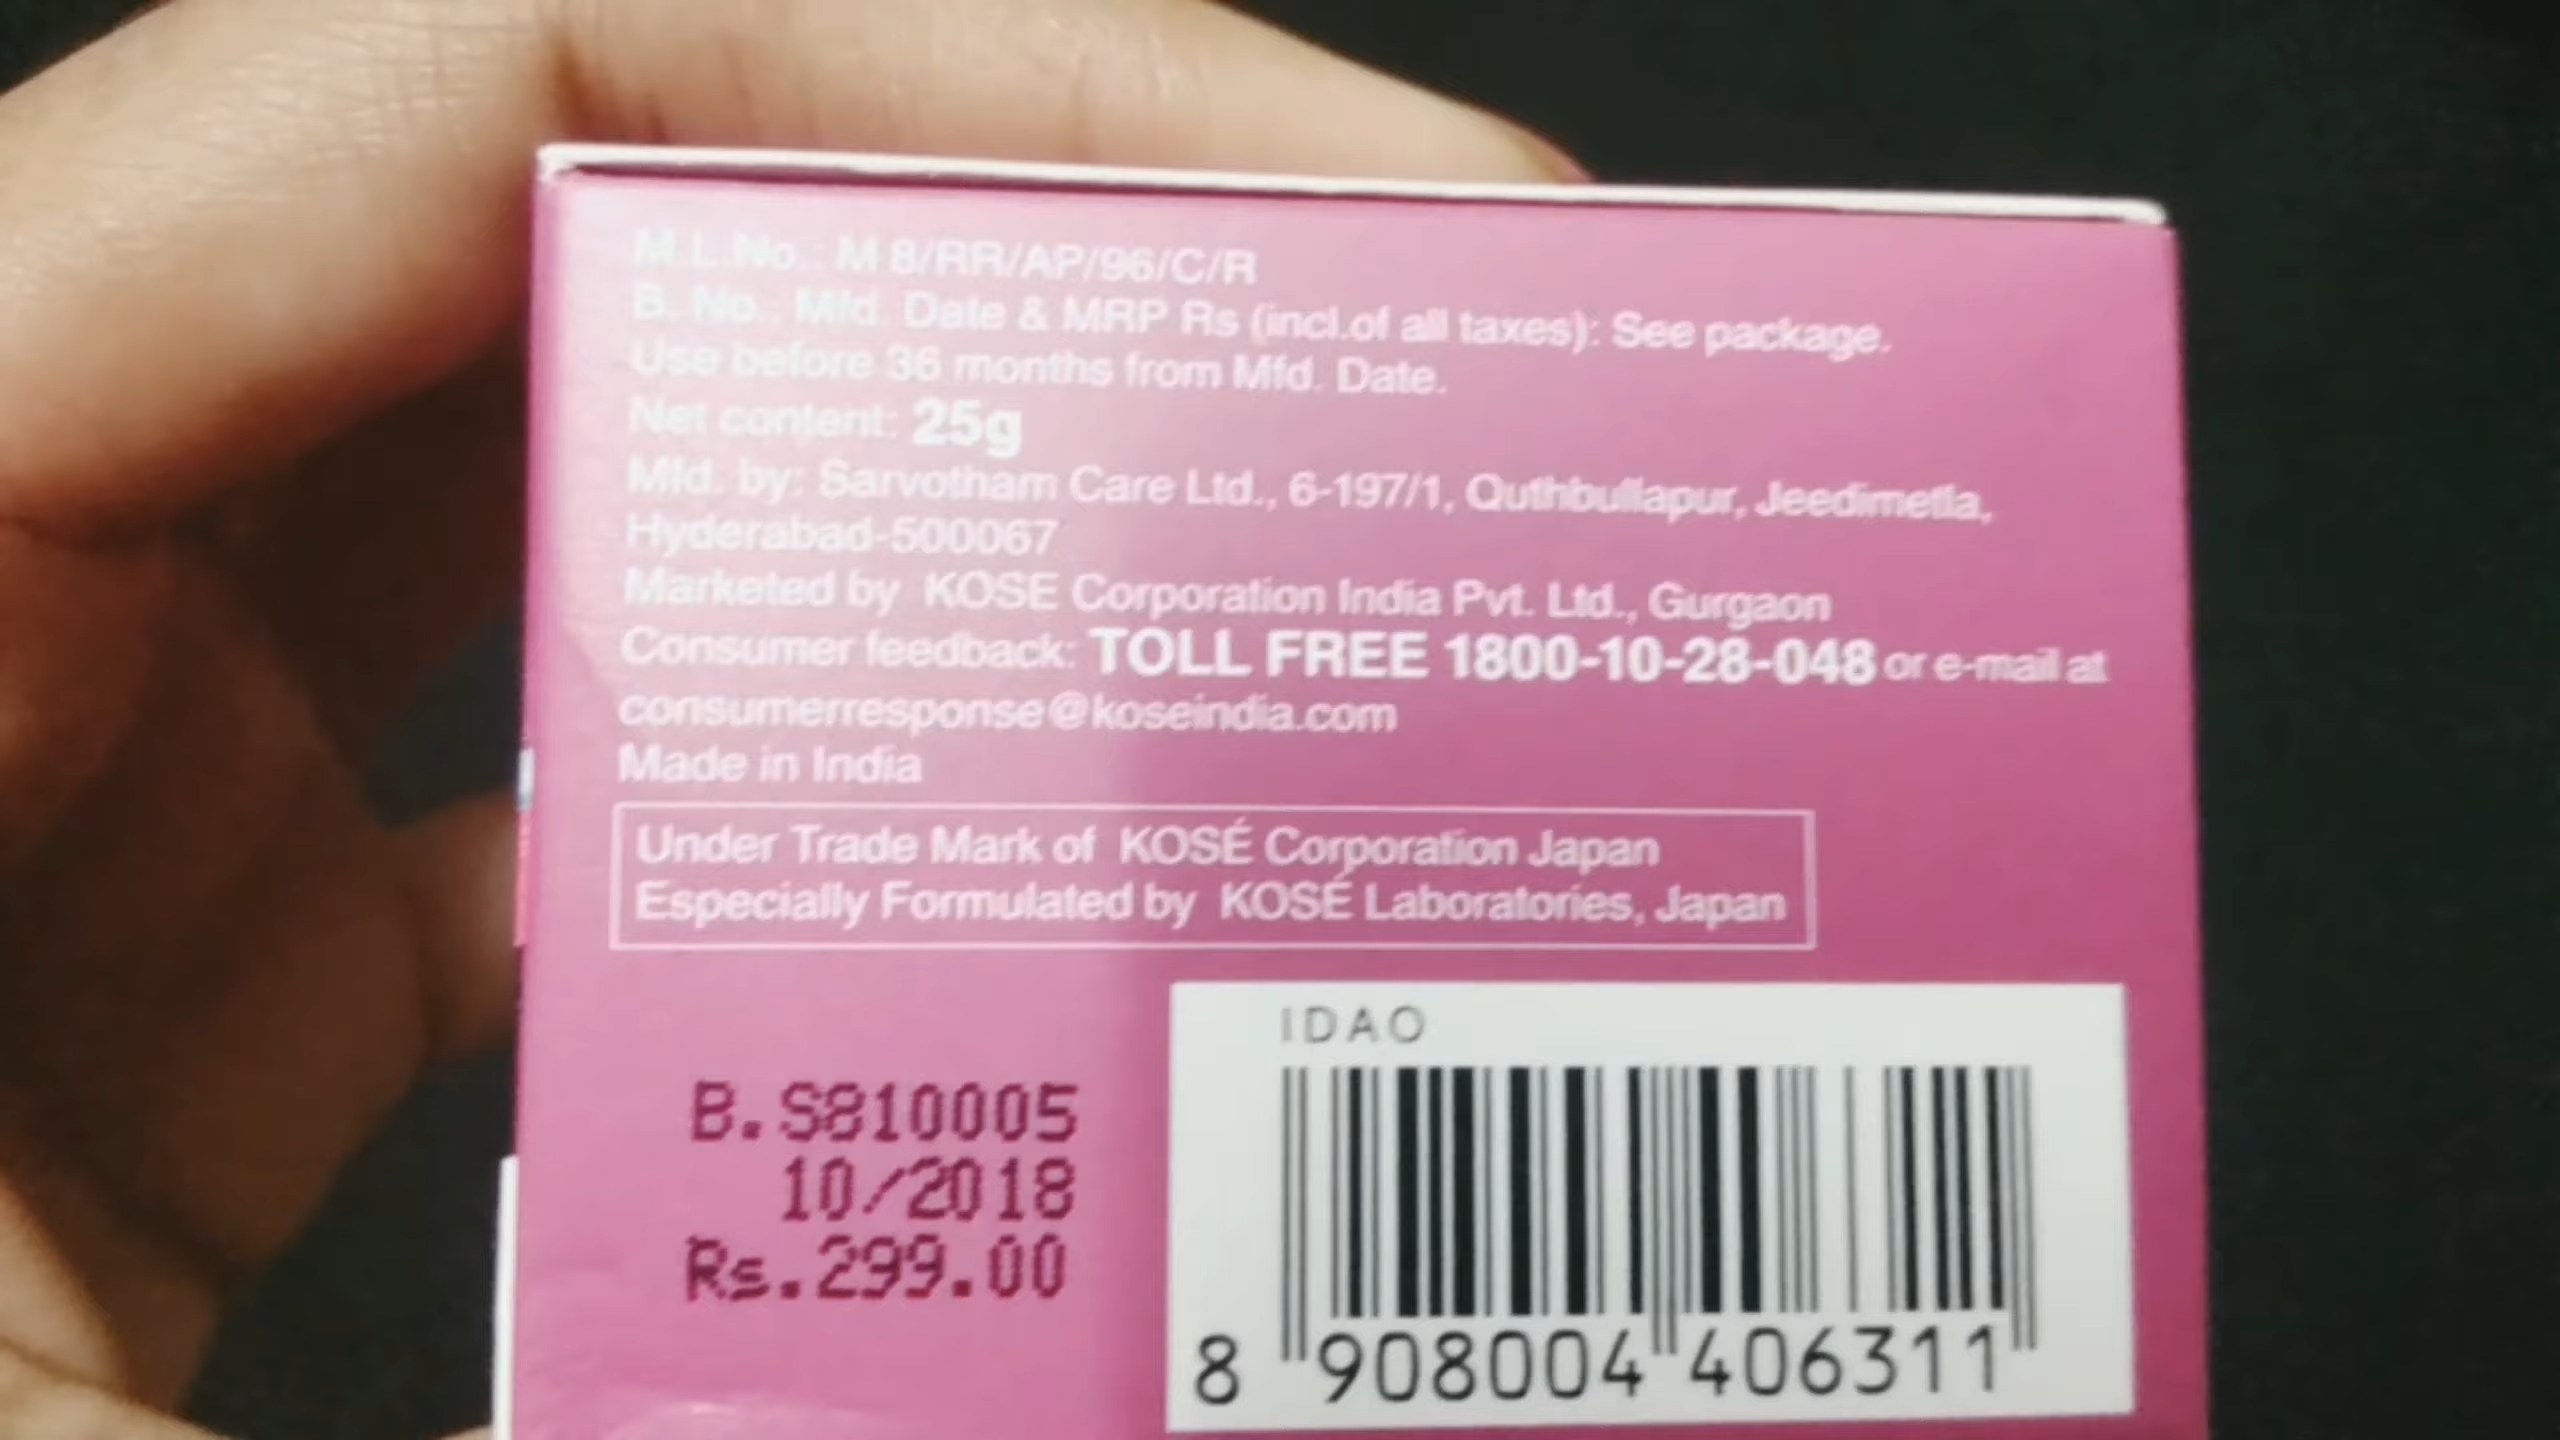 M.L.No.: M 8/RR/AP/96/C/R
B. No., Mfd. Date & MRP Rs (incl.of all taxes): See package.
Use before 36 months from Mfd. Date.
Net content: 25g
Mfd. by: Sarvotham Care Ltd., 6-197/1, Quthbullapur, Jeedimetla,
Hyderabad-500067
Marketed by KOSE Corporation India Pvt. Ltd., Gurgaon
Consumer feedback: TOLL FREE 1800-10-28-048 or e-mail at
consumerresponse@koseindia.com
Made in India
Under Trade Mark of KOSÉ Corporation Japan
Especially Formulated by KOSÉ Laboratories, Japan
B.S810005
10/2018
Rs.299.00
IDAO
8 908004 406311